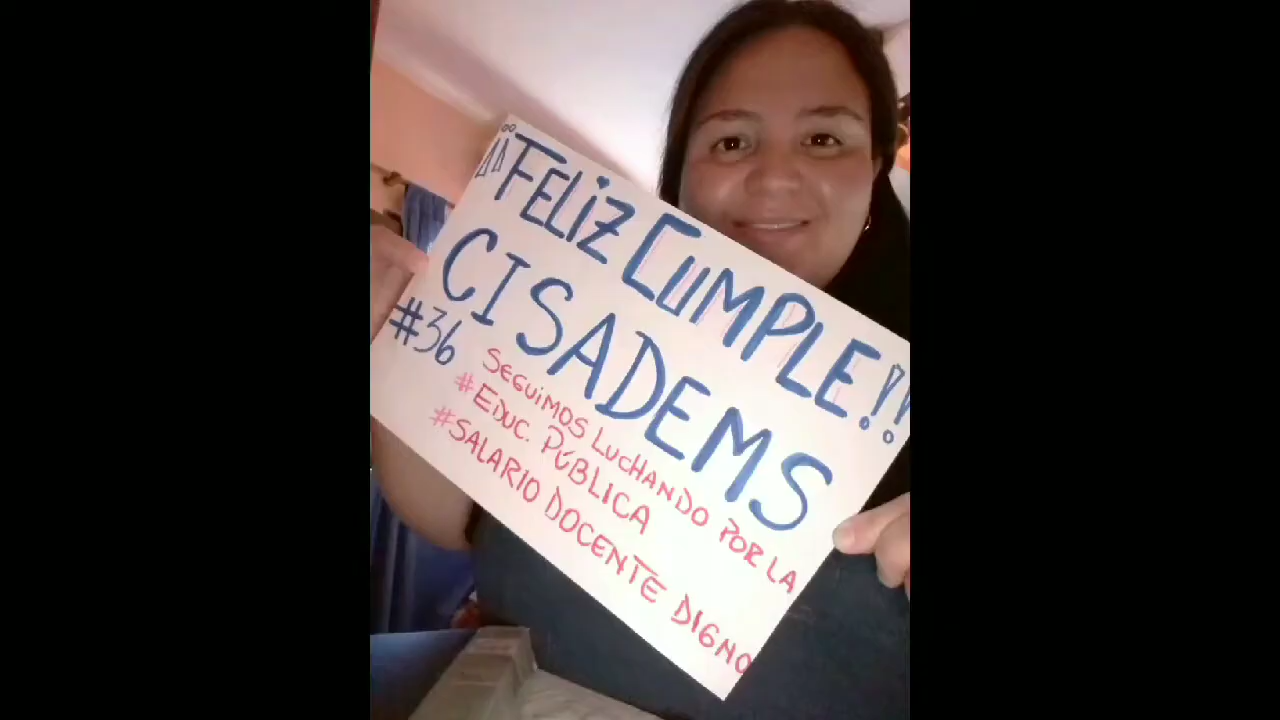 ¡¡FELIZ CUMPLE!!
CISADEMS
#36
SEGUIMOS LUCHANDO POR LA
#EDUC. PÚBLICA
#SALARIO DOCENTE DIGNO